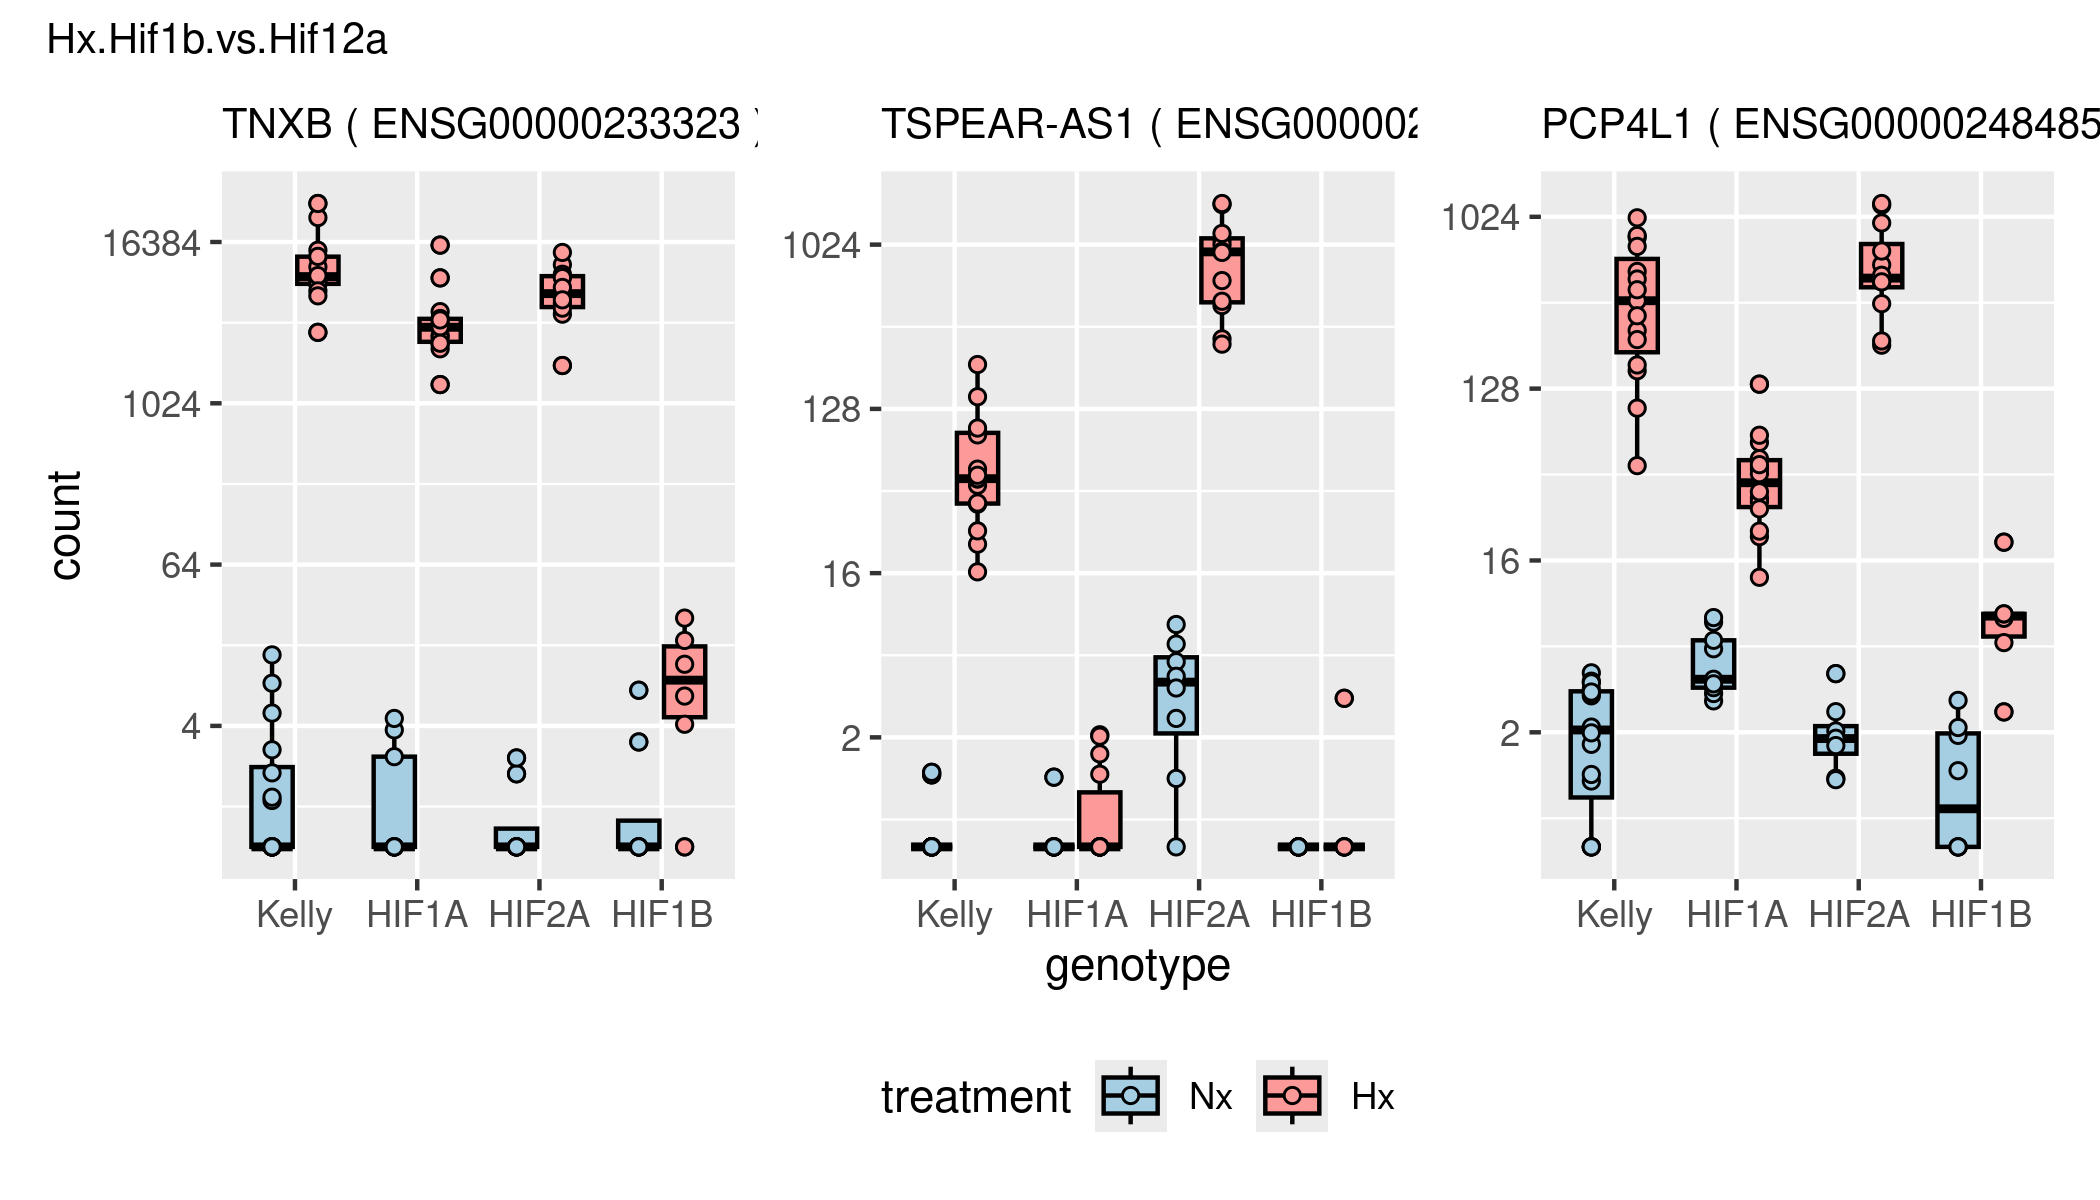 Hx.Hif1b.vs.Hif12a
TNXB ( ENSG00000233323 )
TSPEAR-AS1 ( ENSG000002
PCP4L1 ( ENSG00000248485
count
16384
1024
64
4
Kelly HIF1A HIF2A HIF1B
1024
128
16
2
Kelly HIF1A HIF2A HIF1B
1024
128
16
2
Kelly HIF1A HIF2A HIF1B
genotype
treatment Nx Hx